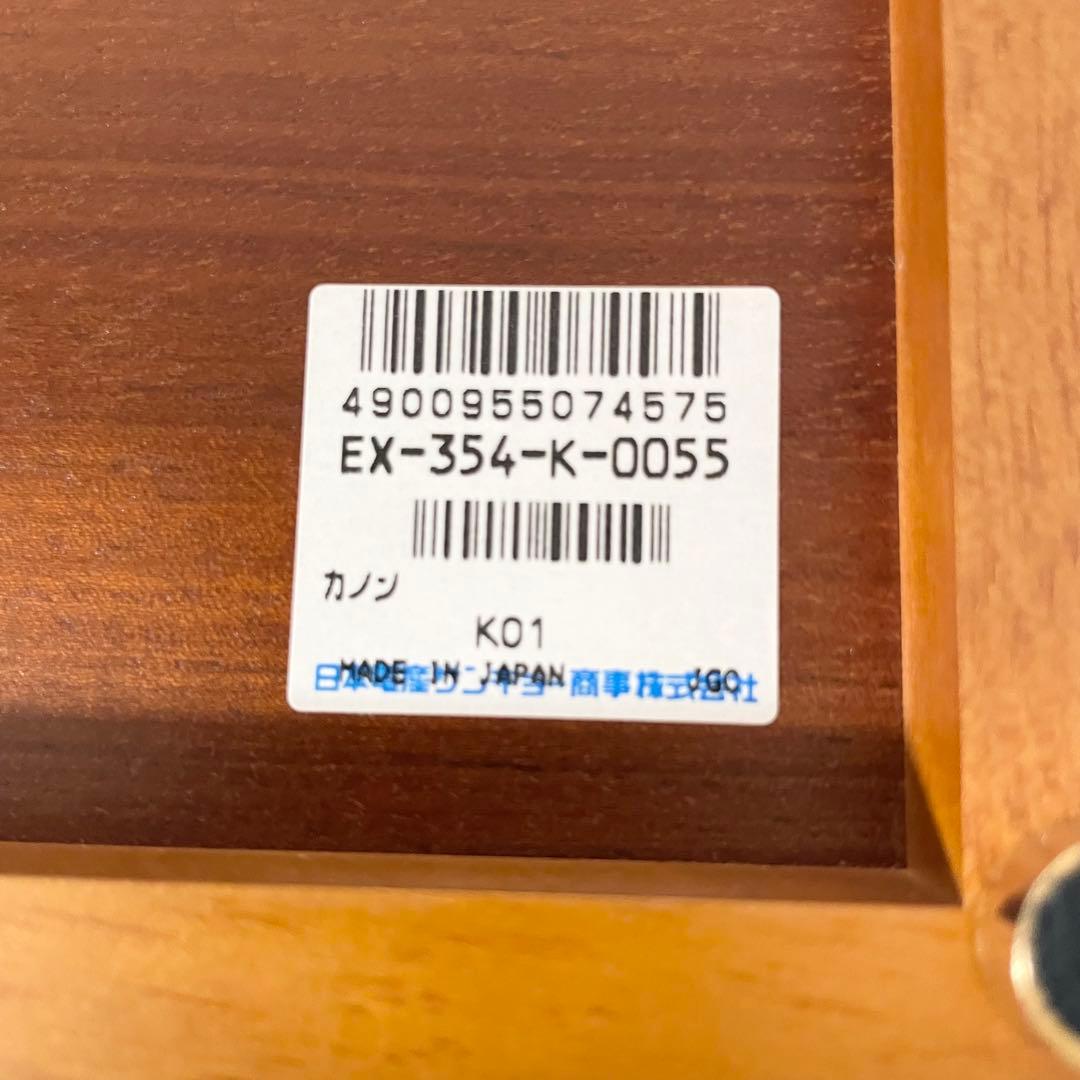 4900955074575
EX-354-K-0055
カノン
K01
MADE IN JAPAN JGC
日本電産サンキョー商事株式会社